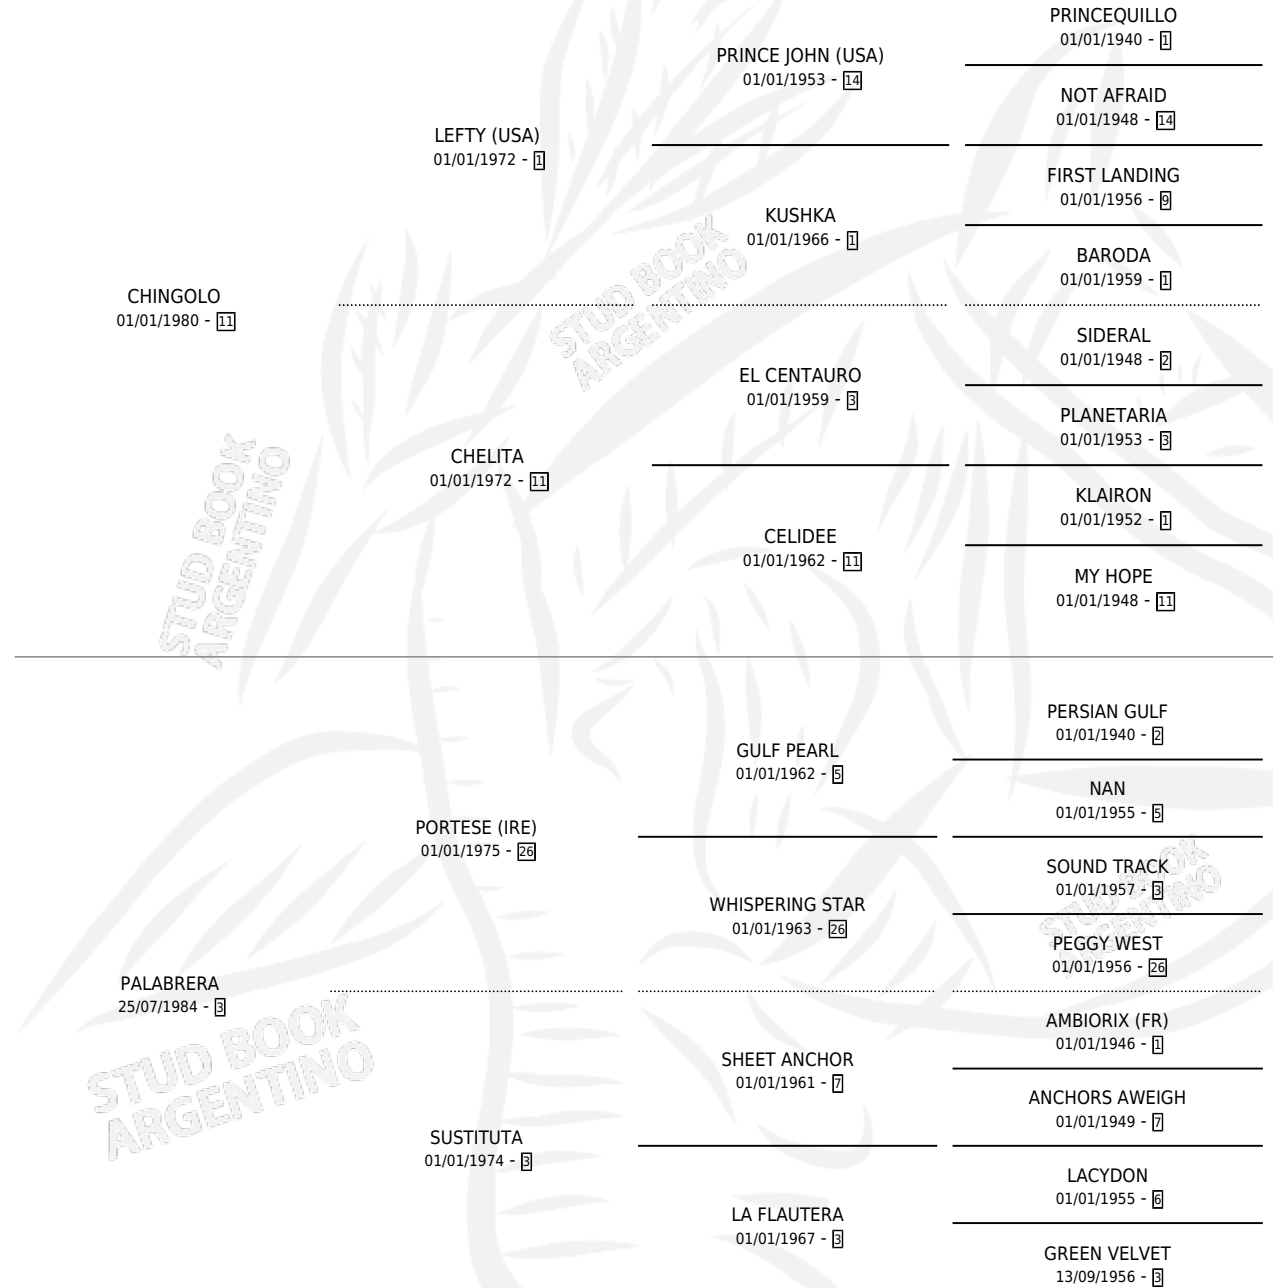 PRINCEQUILLO
01/01/1940 - 1
PRINCE JOHN (USA)
01/01/1953 - 14
NOT AFRAID
01/01/1948 - 14
LEFTY (USA)
01/01/1972 - 1
FIRST LANDING
01/01/1956 - 9
KUSHKA
01/01/1966 - 1
BARODA
01/01/1959 - 1
STUD BOOK
ARGENTINO
CHINGOLO
01/01/1980 - 11
SIDERAL
01/01/1948 - 2
EL CENTAURO
01/01/1959 - 3
PLANETARIA
01/01/1953 - 3
CHELITA
01/01/1972 - 11
KLAIRON
01/01/1952 - 1
CELIDEE
01/01/1962 - 11
MY HOPE
01/01/1948 - 11
STUD BOOK
ARGENTINO
PERSIAN GULF
01/01/1940 - 2
GULF PEARL
01/01/1962 - 5
NAN
01/01/1955 - 5
PORTESE (IRE)
01/01/1975 - 26
SOUND TRACK
01/01/1957 - 3
WHISPERING STAR
01/01/1963 - 26
PEGGY WEST
01/01/1956 - 26
STUD BOOK
ARGENTINO
PALABRERA
25/07/1984 - 3
AMBIORIX (FR)
01/01/1946 - 1
SHEET ANCHOR
01/01/1961 - 7
ANCHORS AWEIGH
01/01/1949 - 7
STUD BOOK
ARGENTINO
SUSTITUTA
01/01/1974 - 3
LACYDON
01/01/1955 - 6
LA FLAUTERA
01/01/1967 - 3
GREEN VELVET
13/09/1956 - 3